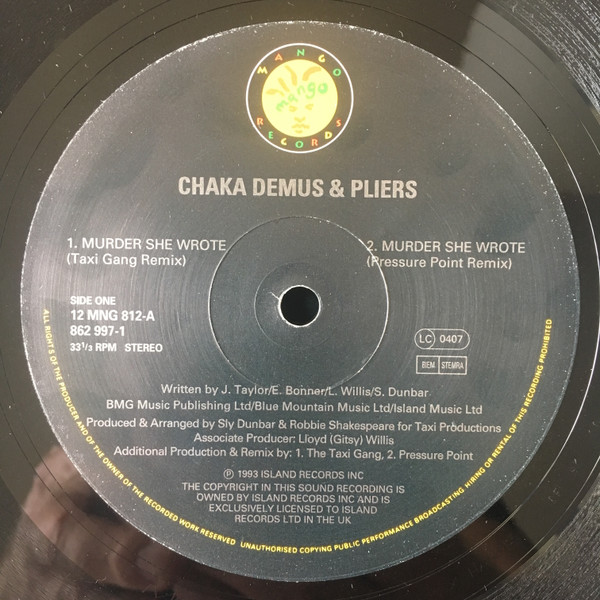 MANGO
mango
RECORDS
CHAKA DEMUS & PLIERS
1. MURDER SHE WROTE
(Taxi Gang Remix)
2. MURDER SHE WROTE
(Pressure Point Remix)
SIDE ONE
12 MNG 812-A
862 997-1
33 1/3 RPM STEREO
LC 0407
BIEM STEMRA
Written by J. Taylor/E. Bonner/L. Willis/S. Dunbar
BMG Music Publishing Ltd/Blue Mountain Music Ltd/Island Music Ltd
Produced & Arranged by Sly Dunbar & Robbie Shakespeare for Taxi Productions
Associate Producer: Lloyd (Gitsy) Willis
Additional Production & Remix by: 1. The Taxi Gang, 2. Pressure Point
℗ 1993 ISLAND RECORDS INC
THE COPYRIGHT IN THIS SOUND RECORDING IS
OWNED BY ISLAND RECORDS INC AND IS
EXCLUSIVELY LICENSED TO ISLAND
RECORDS LTD IN THE UK
ALL RIGHTS OF THE PRODUCER AND OF THE OWNER OF THE RECORDED WORK RESERVED UNAUTHORISED COPYING PUBLIC PERFORMANCE BROADCASTING HIRING OR RENTAL OF THIS RECORDING PROHIBITED